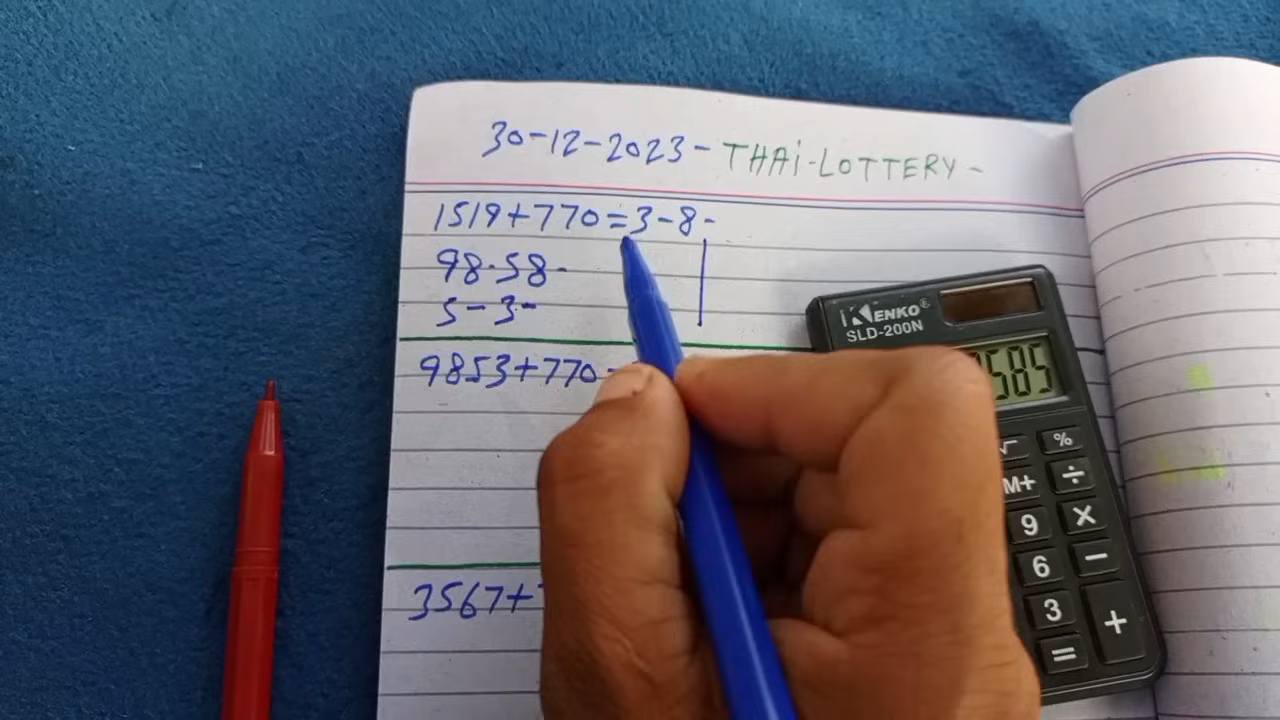 30-12-2023- THAi-LOTTERY-
1519+770=3-8-
98.58-
5-3-
9853+770=
3567+
KENKO®
SLD-200N
585
√ %
M+ ÷
9 ×
6 −
3 +
=